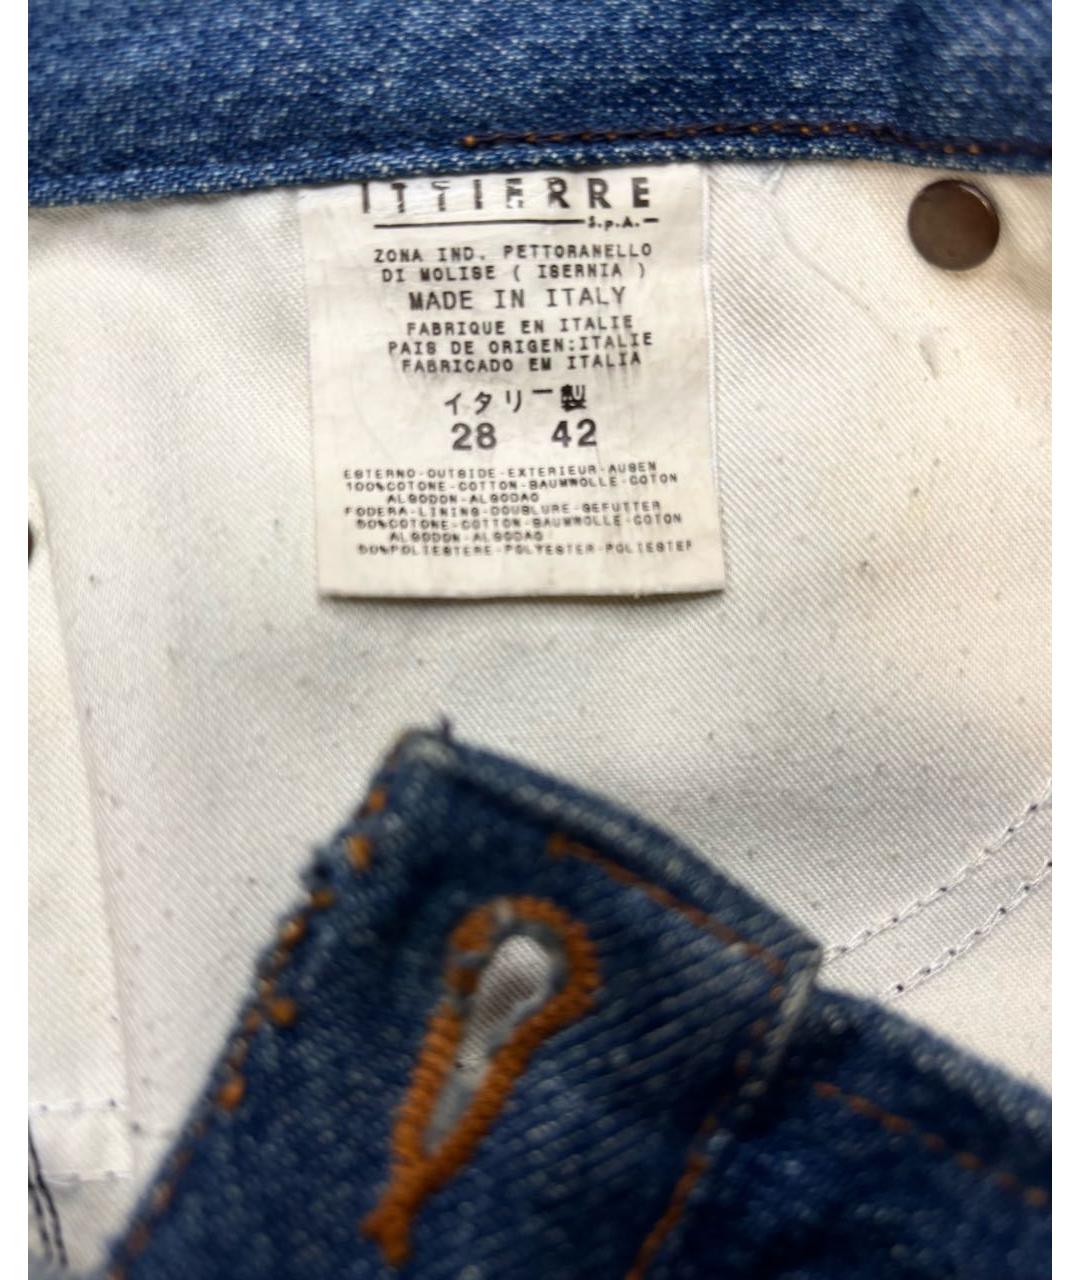 ITTIERRE
S.p.A.
ZONA IND. PETTORANELLO
DI MOLISE ( ISERNIA )
MADE IN ITALY
FABRIQUE EN ITALIE
PAIS DE ORIGEN:ITALIE
FABRICADO EM ITALIA
イタリー製
28 42
ESTERNO-OUTSIDE-EXTERIEUR-AUSEN
100%COTONE-COTTON-BAUMWOLLE-COTON
ALGODON-ALGODAO
FODERA-LINING-DOUBLURE-GEFUTTER
50%COTONE-COTTON-BAUMWOLLE-COTON
ALGODON-ALGODAO
50%POLIESTERE-POLYESTER-POLIESTER